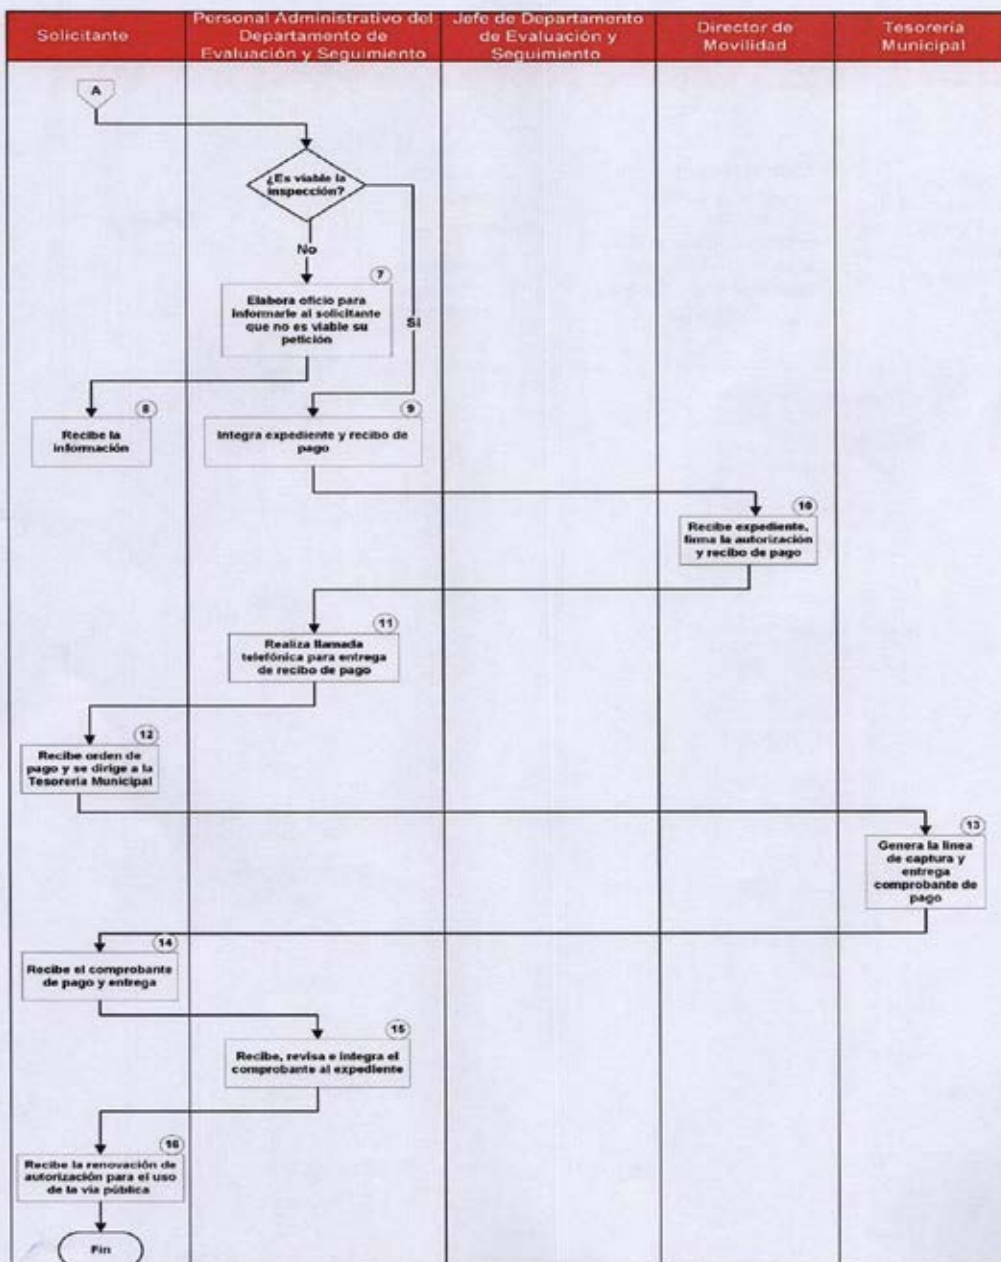 Solicitante
Personal Administrativo del
Departamento de
Evaluación y Seguimiento
Jefe de Departamento
de Evaluación y
Seguimiento
Director de
Movilidad
Tesorería
Municipal
A
¿Es viable la
inspección?
No
Si
7
Elabora oficio para
informarle al solicitante
que no es viable su
petición
8
Recibe la
información
9
Integra expediente y recibo de
pago
10
Recibe expediente,
firma la autorización
y recibo de pago
11
Realiza llamada
telefónica para entrega
de recibo de pago
12
Recibe orden de
pago y se dirige a la
Tesorería Municipal
13
Genera la línea
de captura y
entrega
comprobante de
pago
14
Recibe el comprobante
de pago y entrega
15
Recibe, revisa e integra el
comprobante al expediente
16
Recibe la renovación de
autorización para el uso
de la vía pública
Fin